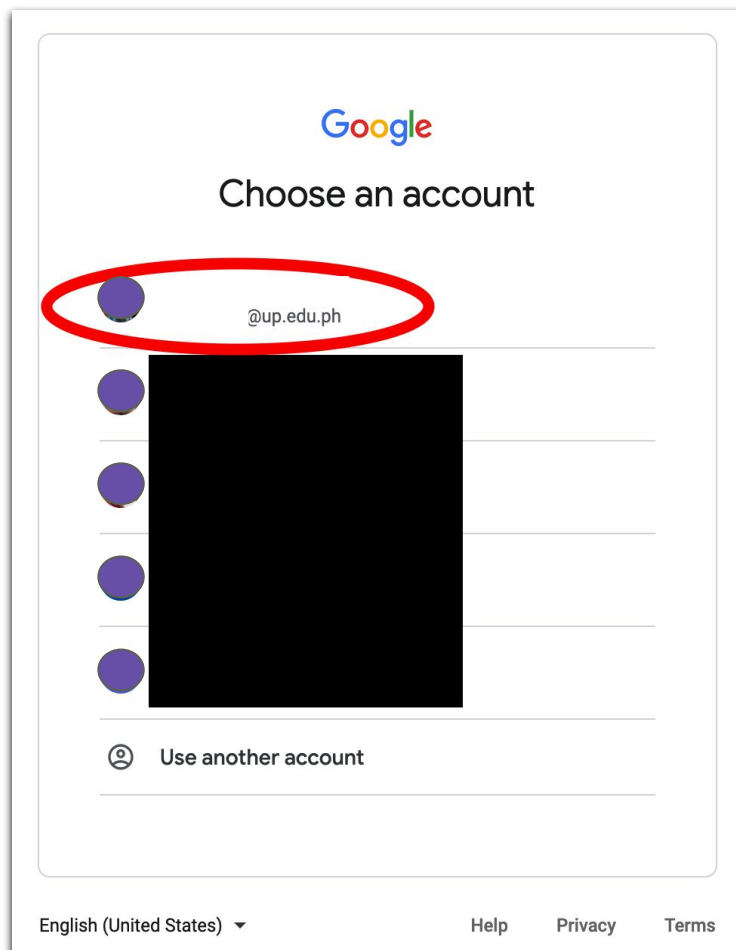 Google
Choose an account
@up.edu.ph
Use another account
English (United States)
Help Privacy Terms